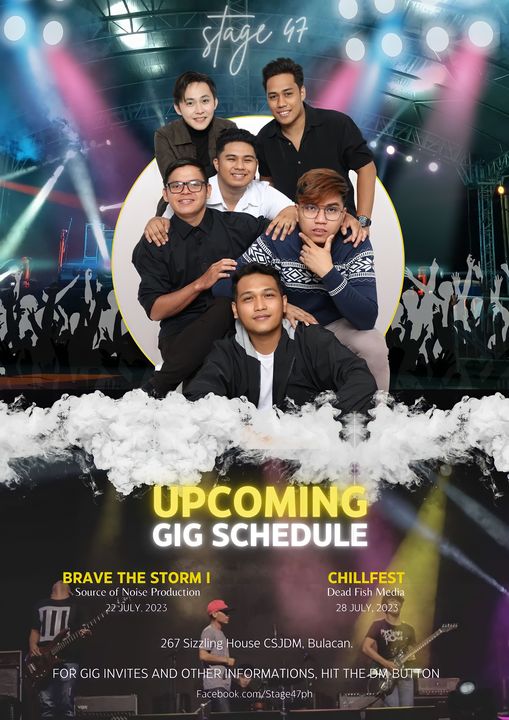 stage 47
UPCOMING
GIG SCHEDULE
BRAVE THE STORM I
Source of Noise Production
22 JULY, 2023
CHILLFEST
Dead Fish Media
28 JULY, 2023
267 Sizzling House CSJDM, Bulacan.
FOR GIG INVITES AND OTHER INFORMATIONS, HIT THE DM BUTTON
Facebook.com/Stage47ph